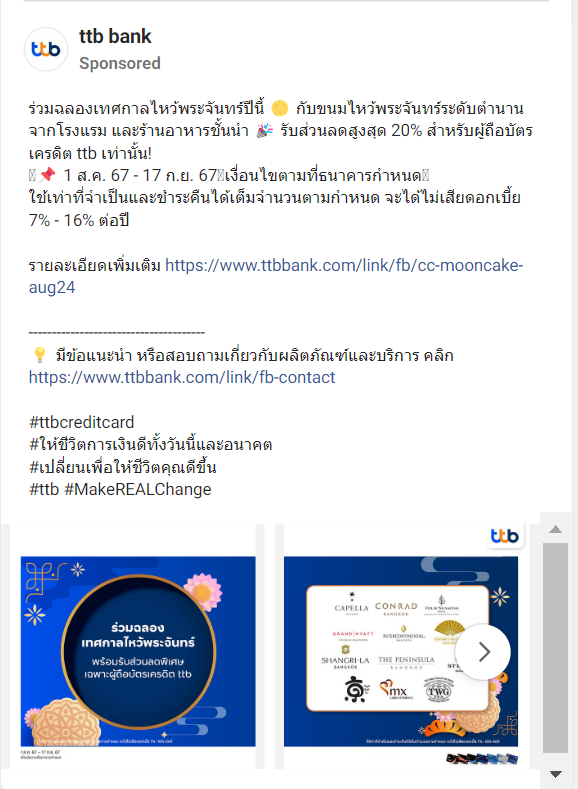 ttb
ttb bank
Sponsored
ร่วมฉลองเทศกาลไหว้พระจันทร์ปีนี้ 🌕 กับขนมไหว้พระจันทร์ระดับตำนาน
จากโรงแรม และร้านอาหารชั้นนำ 🎉 รับส่วนลดสูงสุด 20% สำหรับผู้ถือบัตร
เครดิต ttb เท่านั้น!
📌 1 ส.ค. 67 - 17 ก.ย. 67 เงื่อนไขตามที่ธนาคารกำหนด
ใช้เท่าที่จำเป็นและชำระคืนได้เต็มจำนวนตามกำหนด จะได้ไม่เสียดอกเบี้ย
7% - 16% ต่อปี
รายละเอียดเพิ่มเติม https://www.ttbbank.com/link/fb/cc-mooncake-
aug24
--------------------------------------
💡 มีข้อแนะนำ หรือสอบถามเกี่ยวกับผลิตภัณฑ์และบริการ คลิก
https://www.ttbbank.com/link/fb-contact
#ttbcreditcard
#ให้ชีวิตการเงินดีทั้งวันนี้และอนาคต
#เปลี่ยนเพื่อให้ชีวิตคุณดีขึ้น
#ttb #MakeREALChange
ร่วมฉลอง
เทศกาลไหว้พระจันทร์
พร้อมรับส่วนลดพิเศษ
เฉพาะผู้ถือบัตรเครดิต ttb
ttb
CAPELLA
CONRAD
BANGKOK
FOUR SEASONS
GRAND HYATT
INTERCONTINENTAL
SHANGRI-LA
BANGKOK
THE PENINSULA
BANGKOK
mx
cakes & bakery
TWG